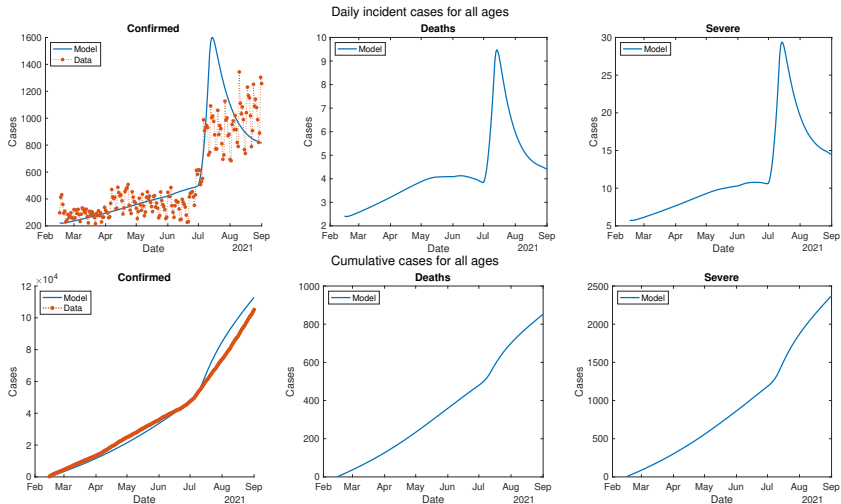 Daily incident cases for all ages
Confirmed
Model
Data
1600
1400
1200
1000
800
600
400
200
Cases
Feb Mar Apr May Jun Jul Aug Sep
Date
2021
Deaths
Model
10
9
8
7
6
5
4
3
2
Cases
Feb Mar Apr May Jun Jul Aug Sep
Date
2021
Severe
Model
30
25
20
15
10
5
Cases
Feb Mar Apr May Jun Jul Aug Sep
Date
2021
Cumulative cases for all ages
Confirmed
×10⁴
Model
Data
12
10
8
6
4
2
0
Cases
Feb Mar Apr May Jun Jul Aug Sep
Date
2021
Deaths
Model
1000
800
600
400
200
0
Cases
Feb Mar Apr May Jun Jul Aug Sep
Date
2021
Severe
Model
2500
2000
1500
1000
500
0
Cases
Feb Mar Apr May Jun Jul Aug Sep
Date
2021